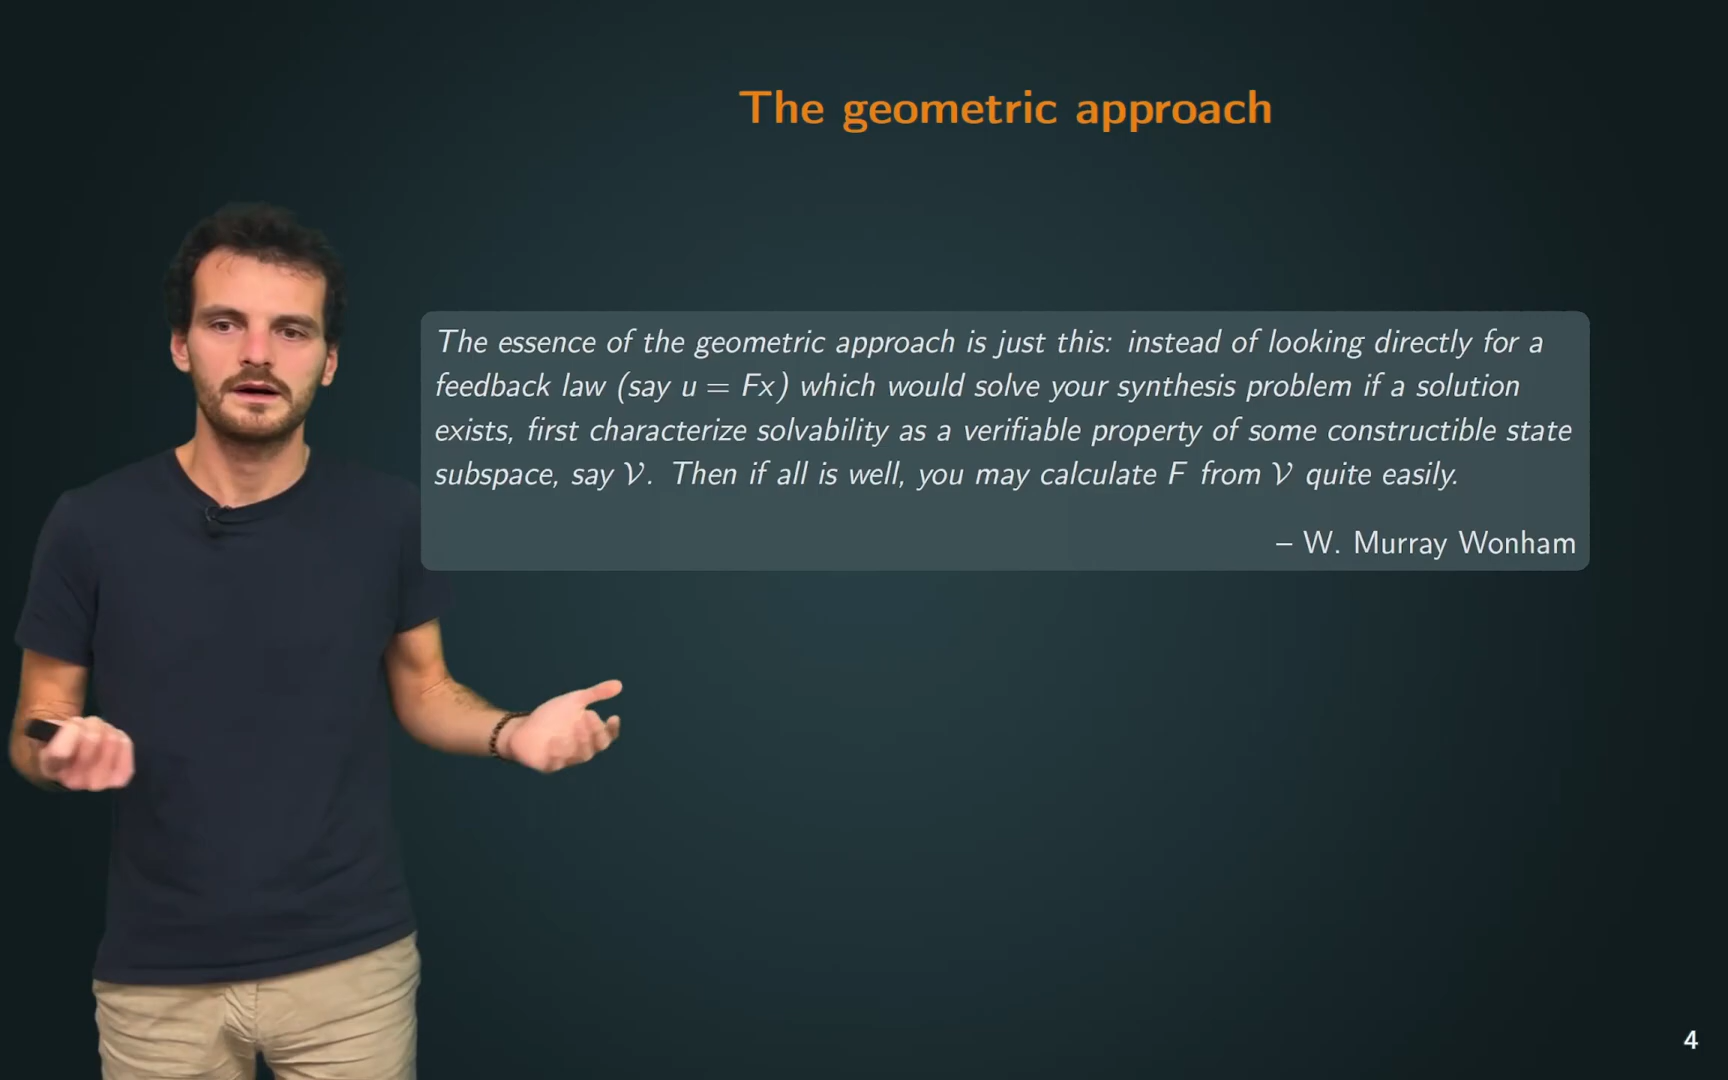 The geometric approach
The essence of the geometric approach is just this: instead of looking directly for a
feedback law (say u = Fx) which would solve your synthesis problem if a solution
exists, first characterize solvability as a verifiable property of some constructible state
subspace, say 𝒱. Then if all is well, you may calculate F from 𝒱 quite easily.
– W. Murray Wonham
4